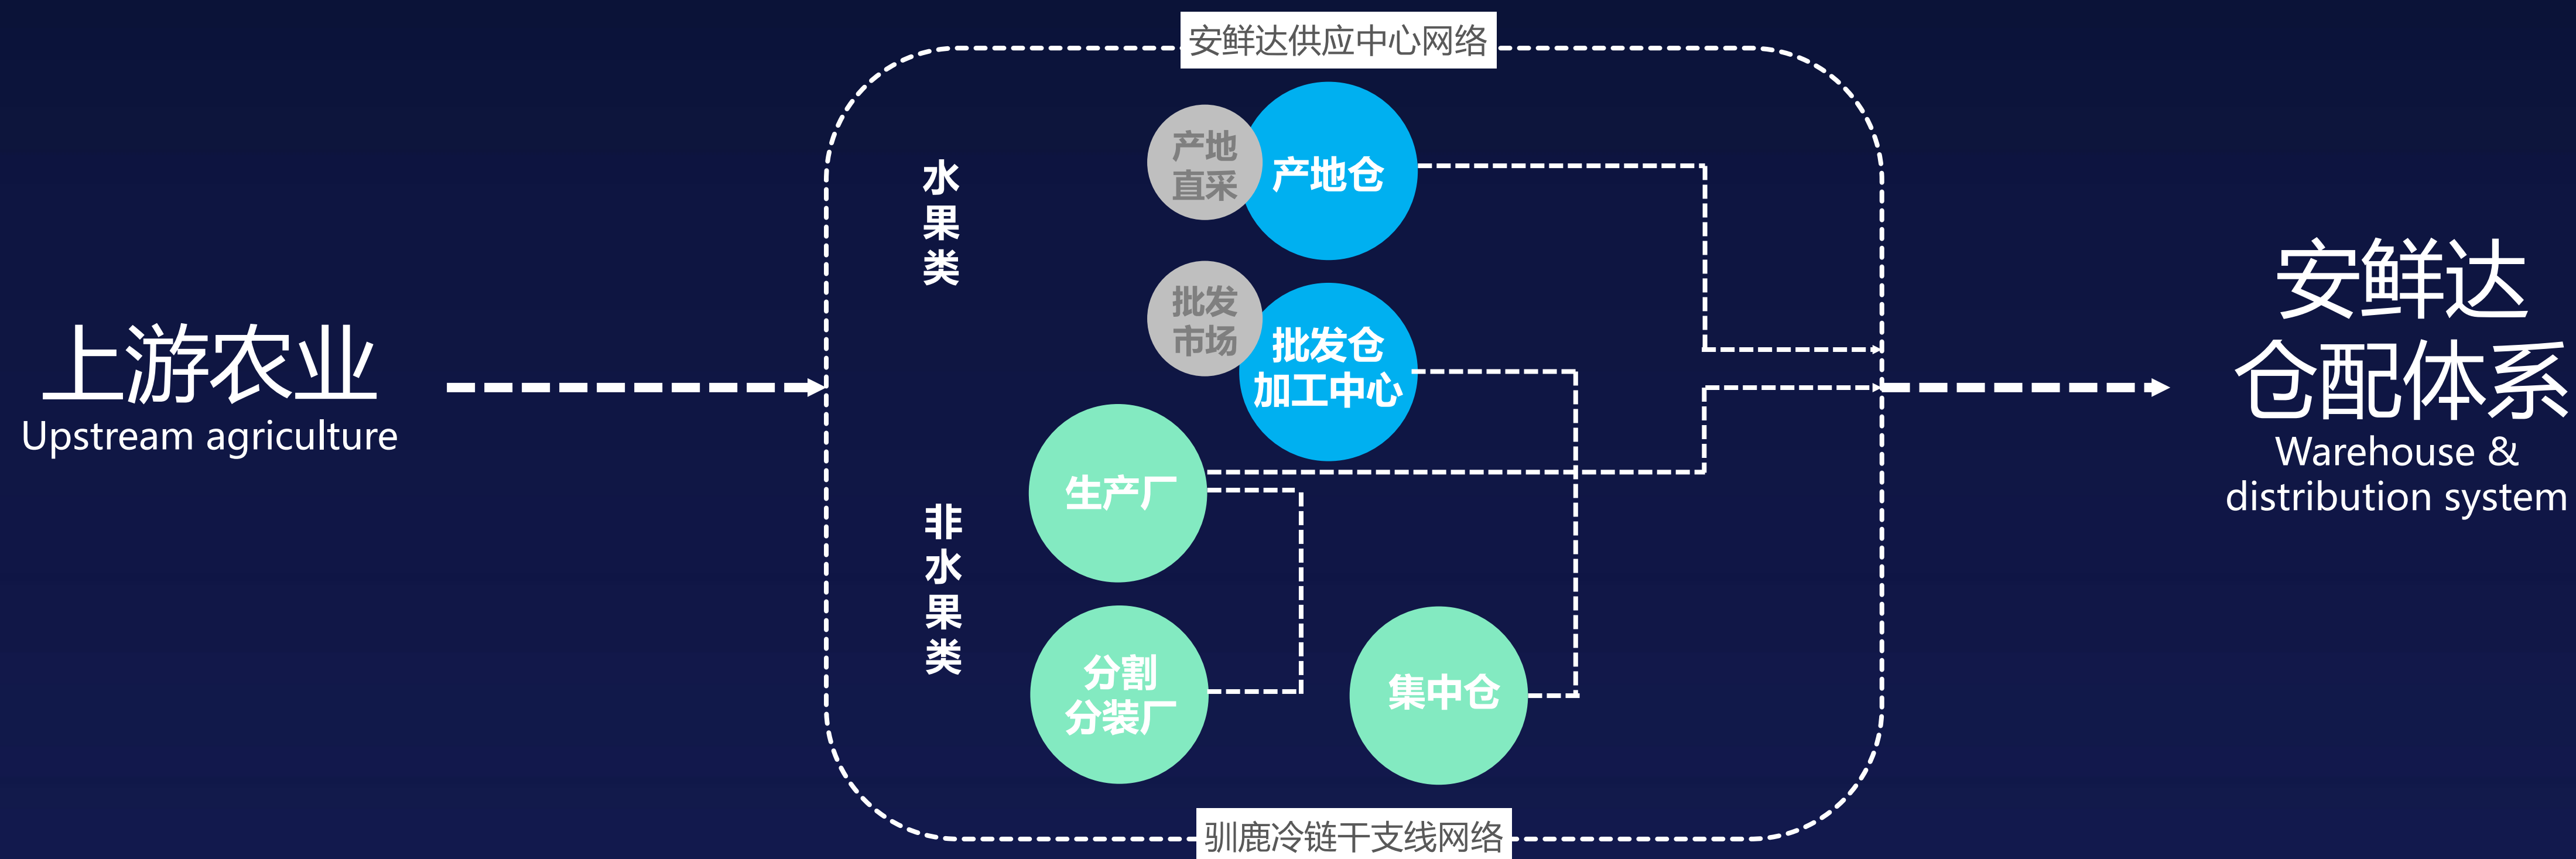 安鲜达供应中心网络
上游农业
Upstream agriculture
水
果
类
产地
直采
产地仓
批发
市场
批发仓
加工中心
非
水
果
类
生产厂
分割
分装厂
集中仓
驯鹿冷链干支线网络
安鲜达
仓配体系
Warehouse &
distribution system